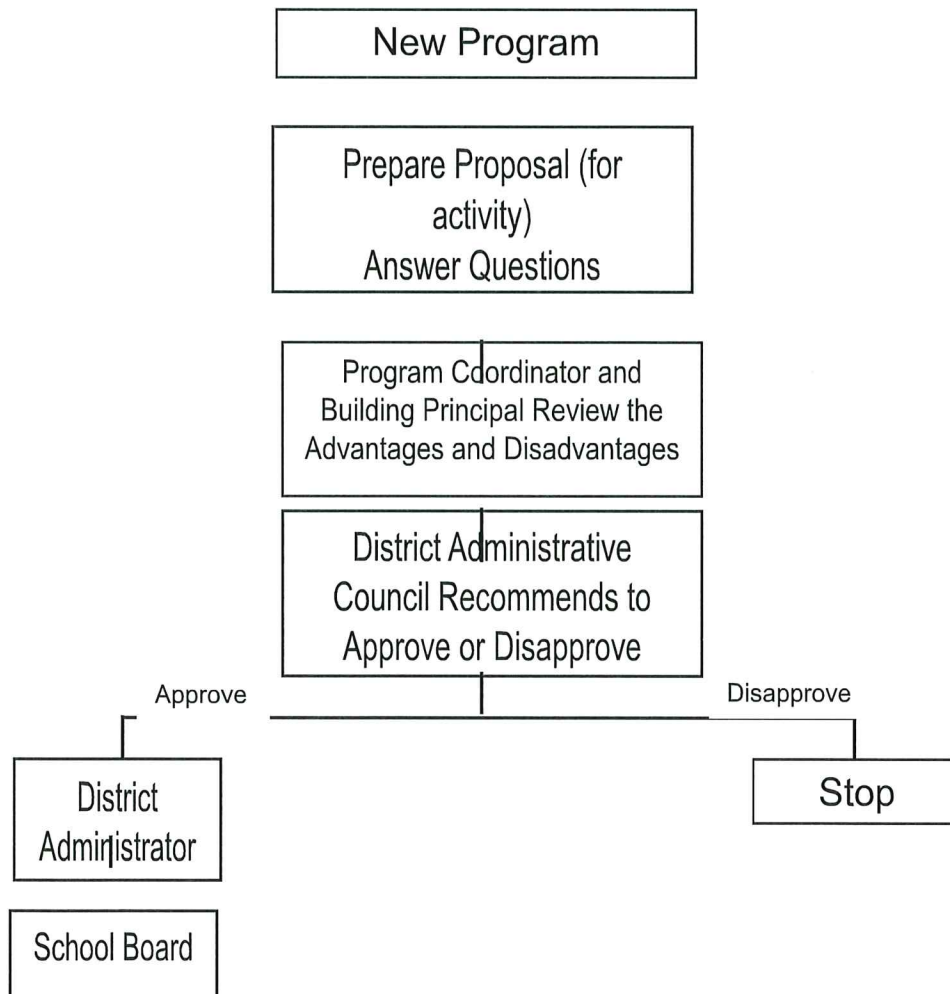 New Program
Prepare Proposal (for
activity)
Answer Questions
Program Coordinator and
Building Principal Review the
Advantages and Disadvantages
District Administrative
Council Recommends to
Approve or Disapprove
Approve
Disapprove
District
Administrator
Stop
School Board